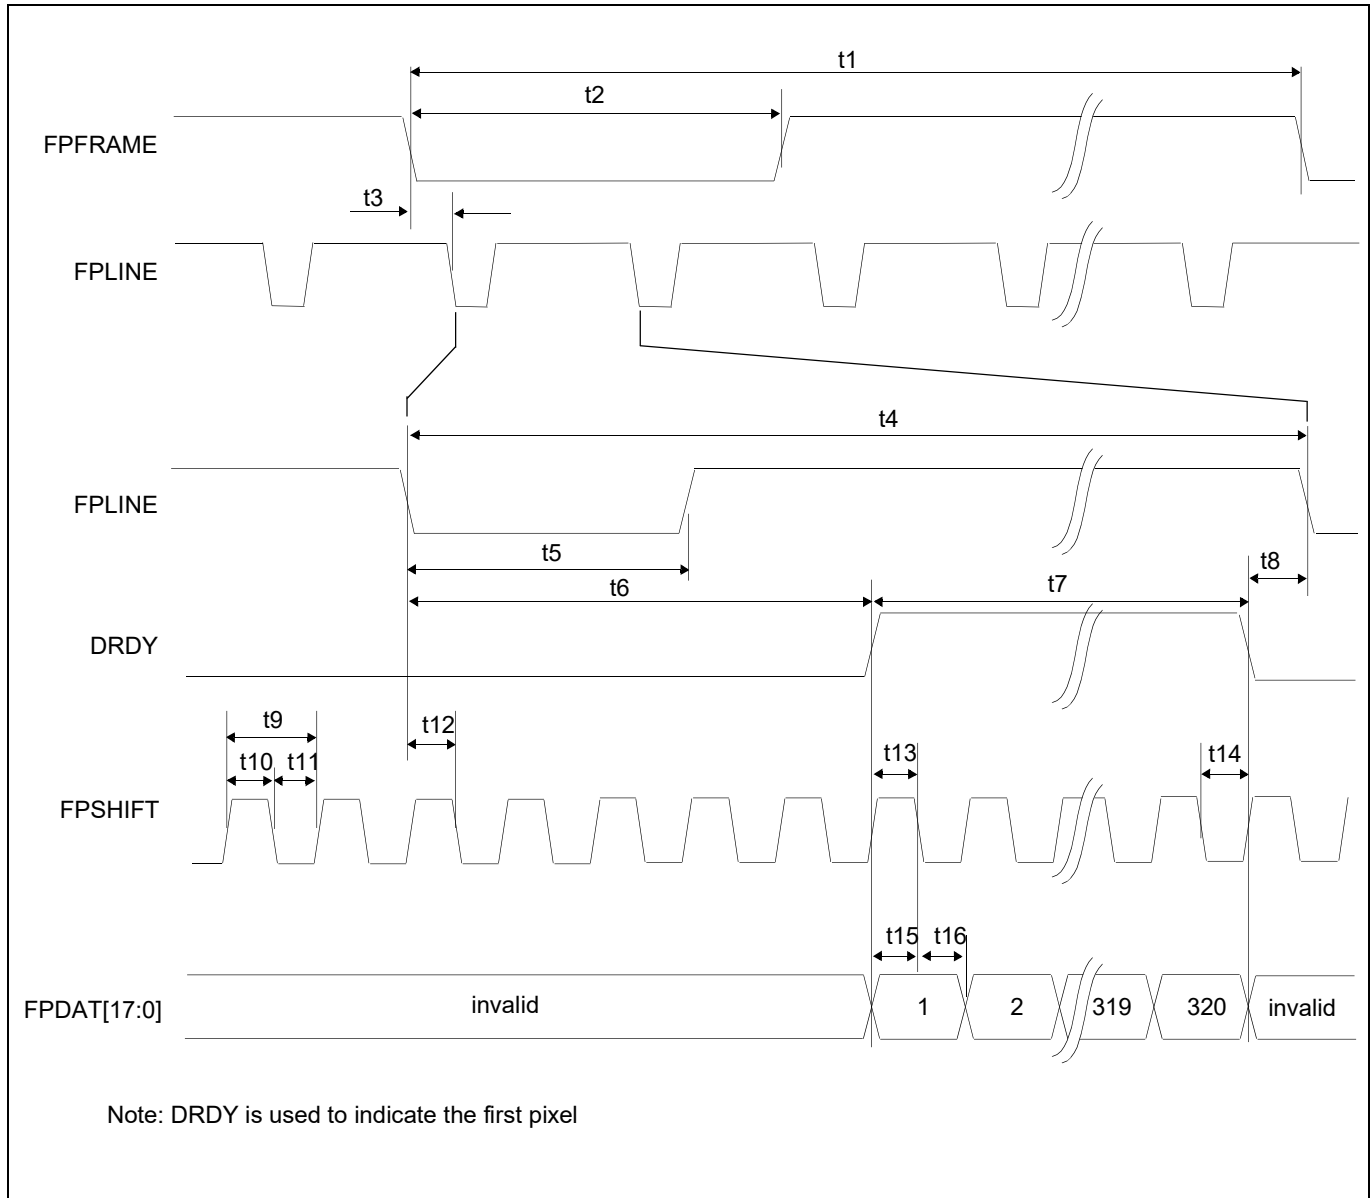 t1
t2
FPFRAME
t3
FPLINE
t4
FPLINE
t5
t8
t6
t7
DRDY
t9
t12
t10
t11
t13
t14
FPSHIFT
t15
t16
FPDAT[17:0]
invalid
1
2
319
320
invalid
Note: DRDY is used to indicate the first pixel